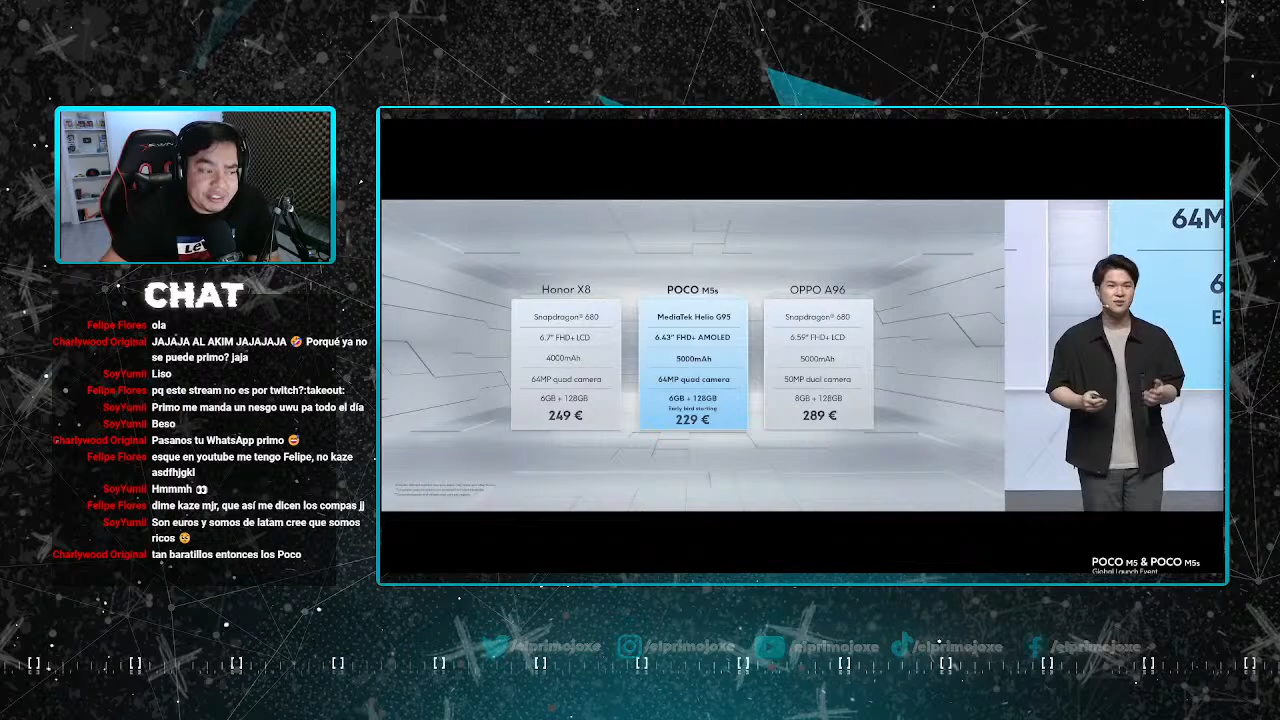 CHAT
Felipe Flores ola
Charlywood Original JAJAJA AL AKIM JAJAJAJA 🤣 Porqué ya no
se puede primo? jaja
SoyYumii Liso
Felipe Flores pq este stream no es por twitch?:takeout:
SoyYumii Primo me manda un nesgo uwu pa todo el día
SoyYumii Beso
Charlywood Original Pasanos tu WhatsApp primo 😅
Felipe Flores esque en youtube me tengo Felipe, no kaze
asdfhjgkl
SoyYumii Hmmmh 👀
Felipe Flores dime kaze mjr, que así me dicen los compas jj
SoyYumii Son euros y somos de latam cree que somos
ricos 🥲
Charlywood Original tan baratillos entonces los Poco
Honor X8
Snapdragon® 680
6.7" FHD+ LCD
4000mAh
64MP quad camera
6GB + 128GB
249 €
POCO M5s
MediaTek Helio G95
6.43" FHD+ AMOLED
5000mAh
64MP quad camera
6GB + 128GB
Early bird starting
229 €
OPPO A96
Snapdragon® 680
6.59" FHD+ LCD
5000mAh
50MP dual camera
8GB + 128GB
289 €
64M
6
E
POCO M5 & POCO M5s
Global Launch Event
/elprimojoxe
/elprimojoxe
/elprimojoxe
/elprimojoxe
/elprimojoxe